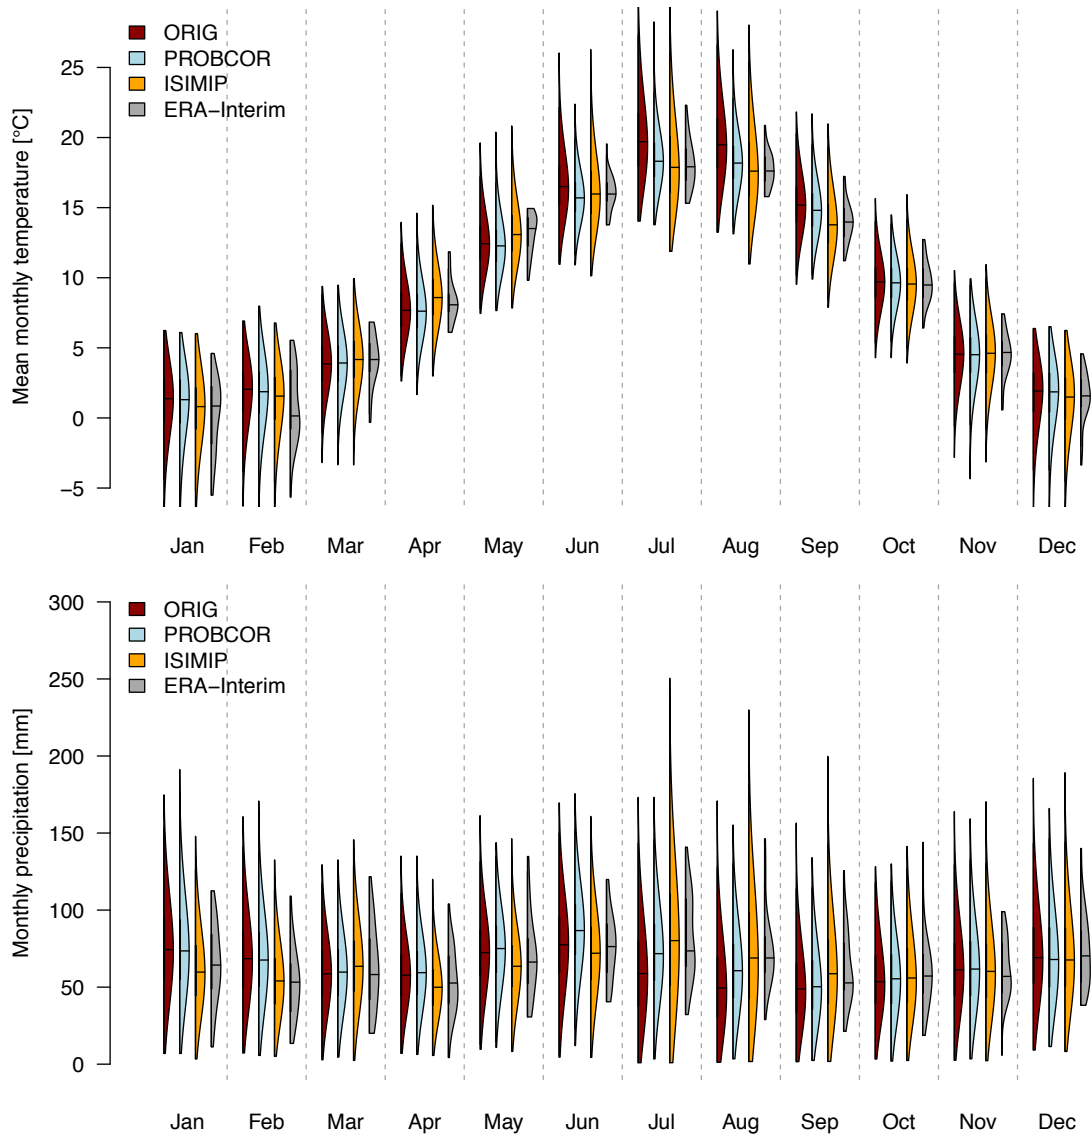 ORIG
PROBCOR
ISIMIP
ERA−Interim
Mean monthly temperature [°C]
25
20
15
10
5
0
−5
Jan Feb Mar Apr May Jun Jul Aug Sep Oct Nov Dec
ORIG
PROBCOR
ISIMIP
ERA−Interim
Monthly precipitation [mm]
300
250
200
150
100
50
0
Jan Feb Mar Apr May Jun Jul Aug Sep Oct Nov Dec